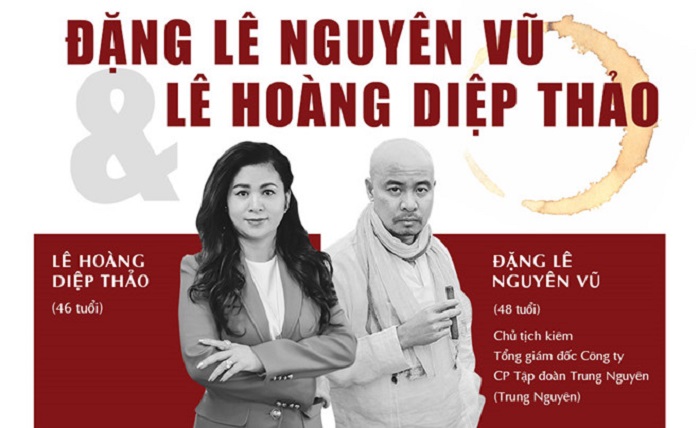 ĐẶNG LÊ NGUYÊN VŨ
& LÊ HOÀNG DIỆP THẢO
LÊ HOÀNG
DIỆP THẢO
(46 tuổi)
ĐẶNG LÊ
NGUYÊN VŨ
(48 tuổi)
Chủ tịch kiêm
Tổng giám đốc Công ty
CP Tập đoàn Trung Nguyên
(Trung Nguyên)